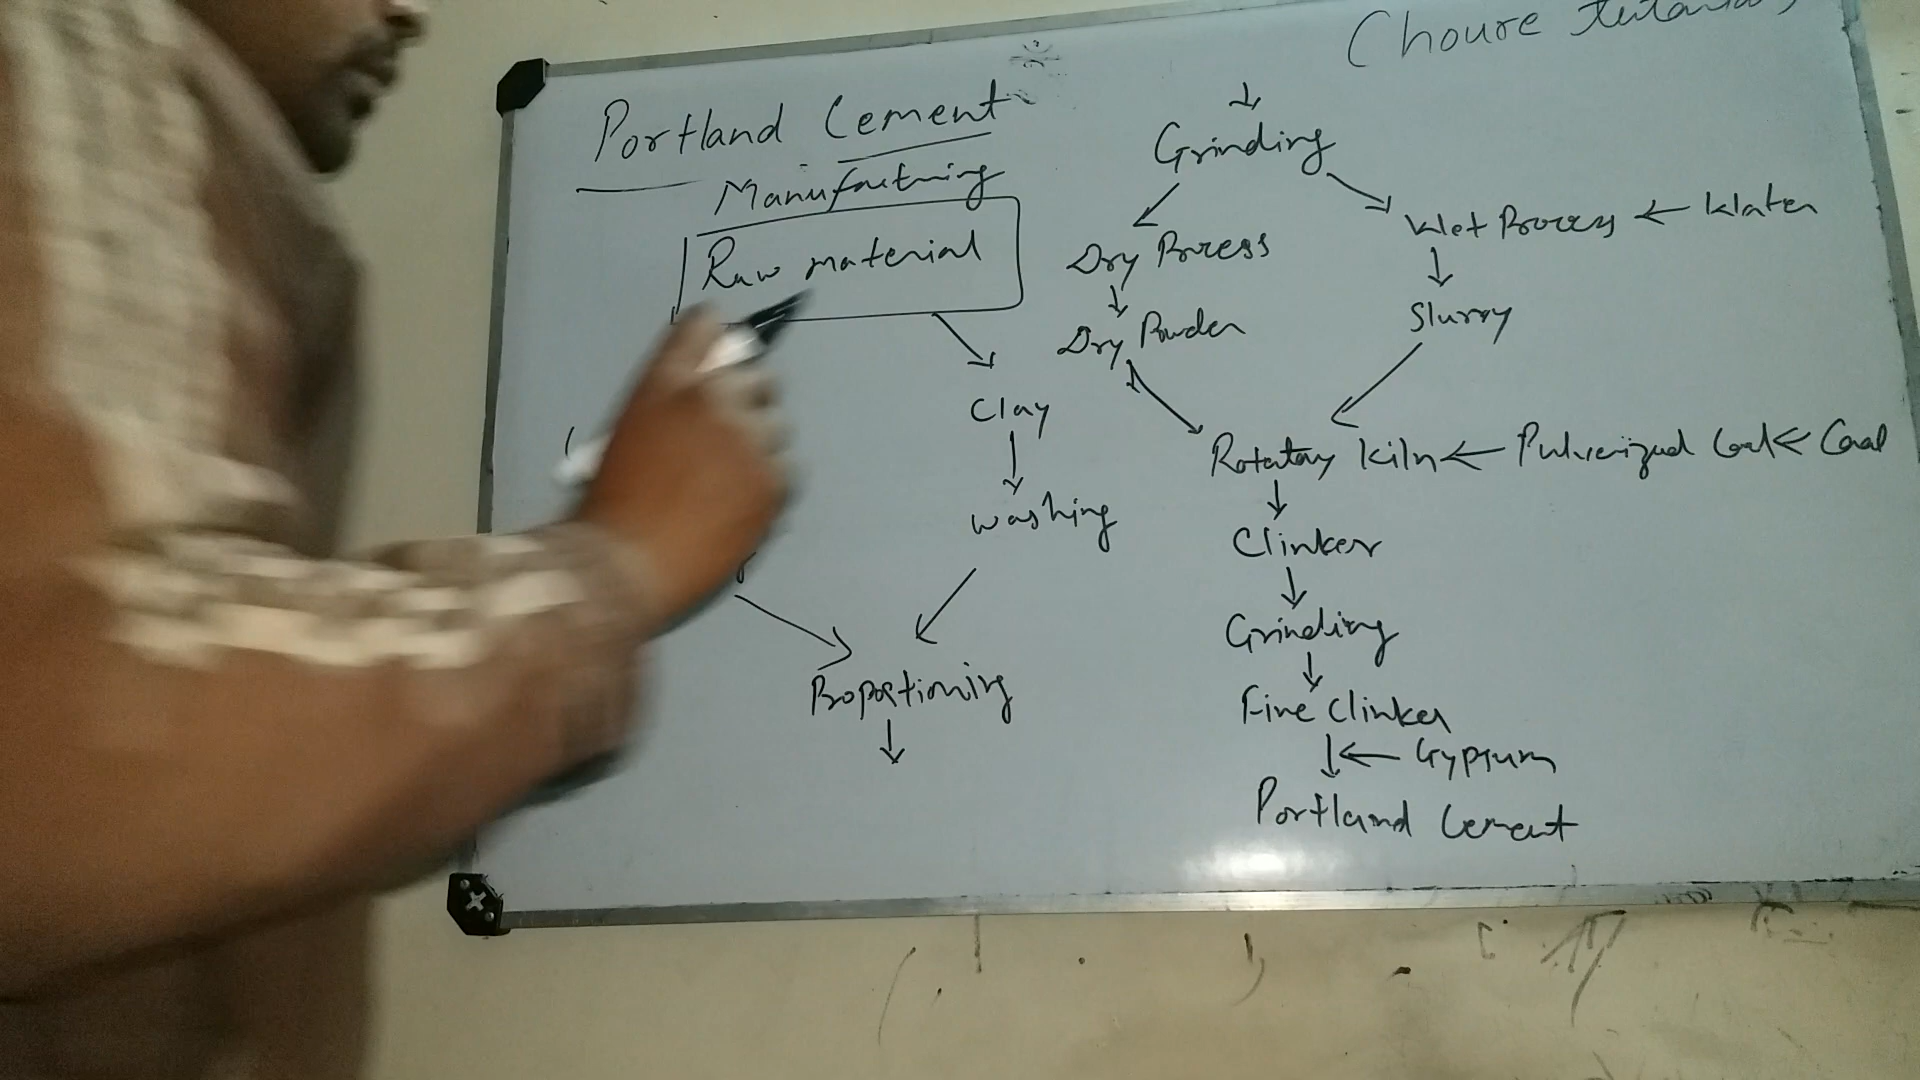 Choure tutorials
Portland Cement
Manufacturing
Raw material
Clay
washing
Proportioning
Grinding
Dry Process
Wet Process ← Water
Dry Powder
Slurry
Rotatory Kiln ← Pulverized Coal ← Coal
Clinker
Grinding
Fine Clinker
← Gypsum
Portland Cement